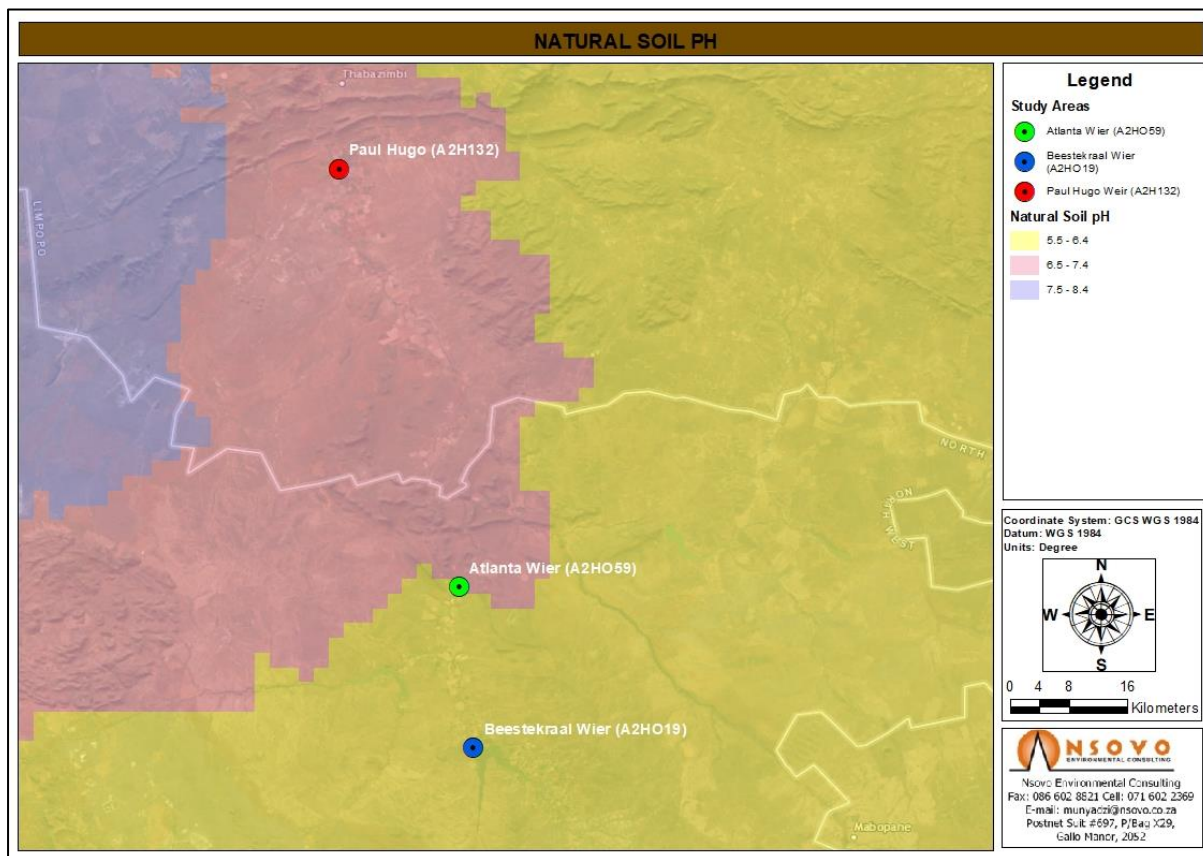 NATURAL SOIL PH
Thabazimbi
Paul Hugo (A2H132)
LIMPOPO
NORTH
NORTH
WEST
Atlanta Wier (A2HO59)
Beestekraal Wier (A2HO19)
Mabopane
Legend
Study Areas
Atlanta Wier (A2HO59)
Beestekraal Wier
(A2HO19)
Paul Hugo Weir (A2H132)
Natural Soil pH
5.5 - 6.4
6.5 - 7.4
7.5 - 8.4
Coordinate System: GCS WGS 1984
Datum: WGS 1984
Units: Degree
N
W E
S
0 4 8 16
Kilometers
NSOVO
ENVIRONMENTAL CONSULTING
Nsovo Environmental Consulting
Fax: 086 602 8821 Cell: 071 602 2369
E-mail: munyadzi@nsovo.co.za
Postnet Suit #697, P/Bag X29,
Gallo Manor, 2052